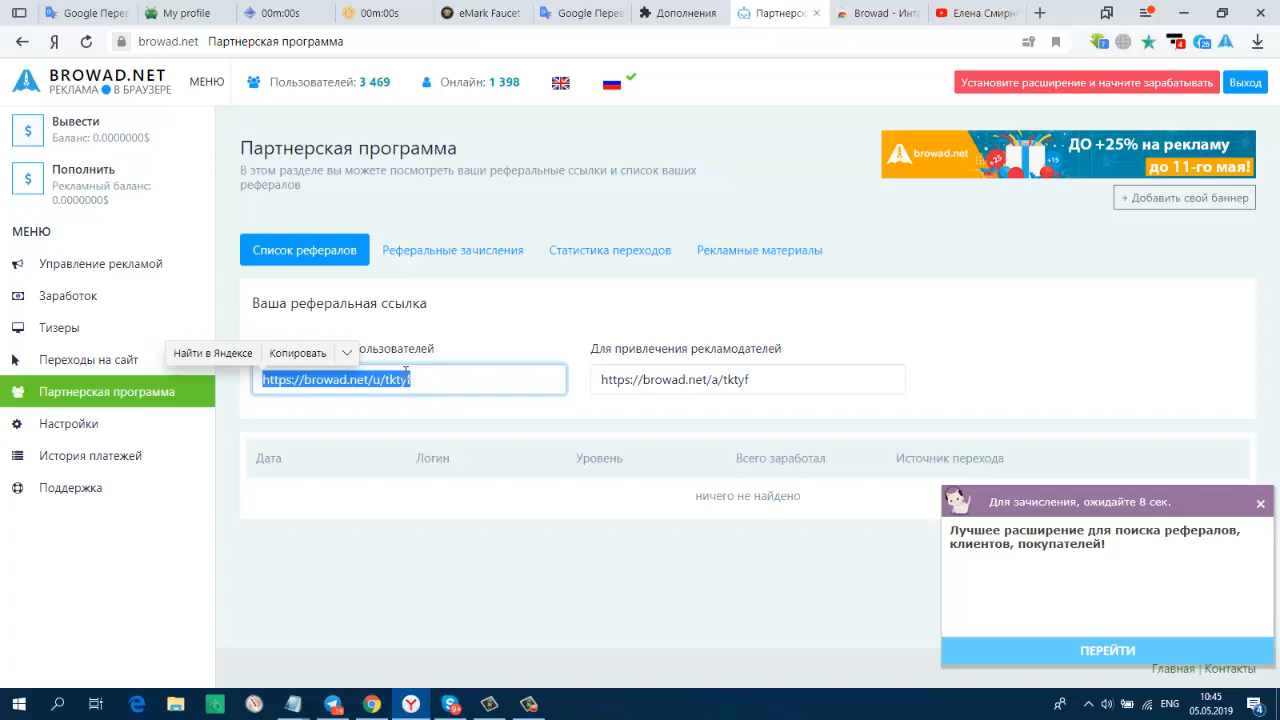 Google Пере
My profile
00m:00s
00m:00s
eMark Faucet
Google Пере
Дополнения
Партнерск
Browad - Инт
Елена Смирн
Я
browad.net Партнерская программа
BROWAD.NET
РЕКЛАМА В БРАУЗЕРЕ
МЕНЮ
Пользователей: 3 469
Онлайн: 1 398
Установите расширение и начните зарабатывать
Выход
$
Вывести
Баланс: 0.0000000$
$
Пополнить
Рекламный баланс:
0.0000000$
МЕНЮ
Управление рекламой
Заработок
Тизеры
Переходы на сайт
Партнерская программа
Настройки
История платежей
Поддержка
Партнерская программа
В этом разделе вы можете посмотреть ваши реферальные ссылки и список ваших
рефералов
browad.net
+25
+15
ДО +25% на рекламу
до 11-го мая!
+ Добавить свой баннер
Список рефералов
Реферальные зачисления
Статистика переходов
Рекламные материалы
Ваша реферальная ссылка
Найти в Яндексе
Копировать
ользователей
Для привлечения рекламодателей
https://browad.net/u/tktyf
https://browad.net/a/tktyf
Дата
Логин
Уровень
Всего заработал
Источник перехода
ничего не найдено
Для зачисления, ожидайте 8 сек.
Лучшее расширение для поиска рефералов,
клиентов, покупателей!
ПЕРЕЙТИ
Главная | Контакты
ENG
10:45
05.05.2019